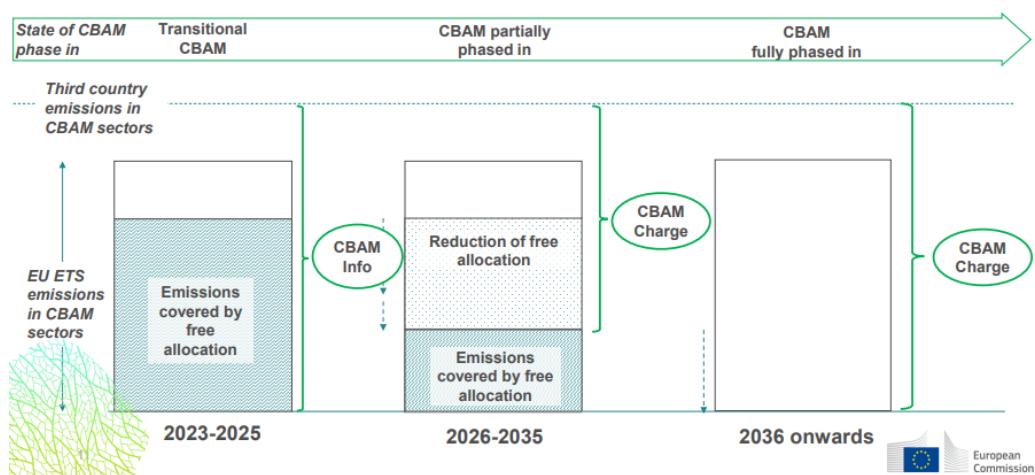 State of CBAM
phase in
Transitional
CBAM
CBAM partially
phased in
CBAM
fully phased in
Third country
emissions in
CBAM sectors
EU ETS
emissions
in CBAM
sectors
Emissions
covered by
free
allocation
CBAM
Info
Reduction of free
allocation
Emissions
covered by free
allocation
CBAM
Charge
CBAM
Charge
2023-2025
2026-2035
2036 onwards
European
Commission